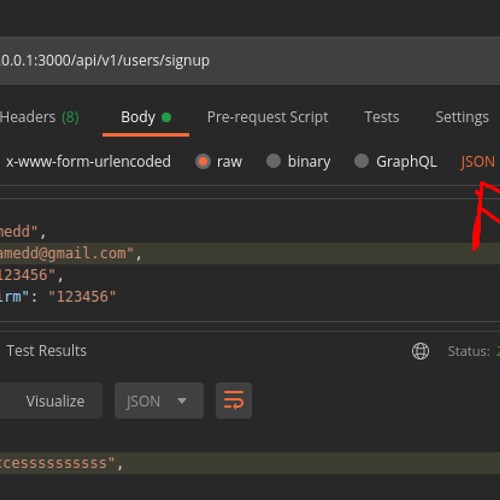 .0.0.1:3000/api/v1/users/signup
Headers (8) Body Pre-request Script Tests Settings
x-www-form-urlencoded raw binary GraphQL JSON
medd",
amedd@gmail.com",
123456",
irm": "123456"
Test Results Status: 2
Visualize JSON
ccessssssssss",